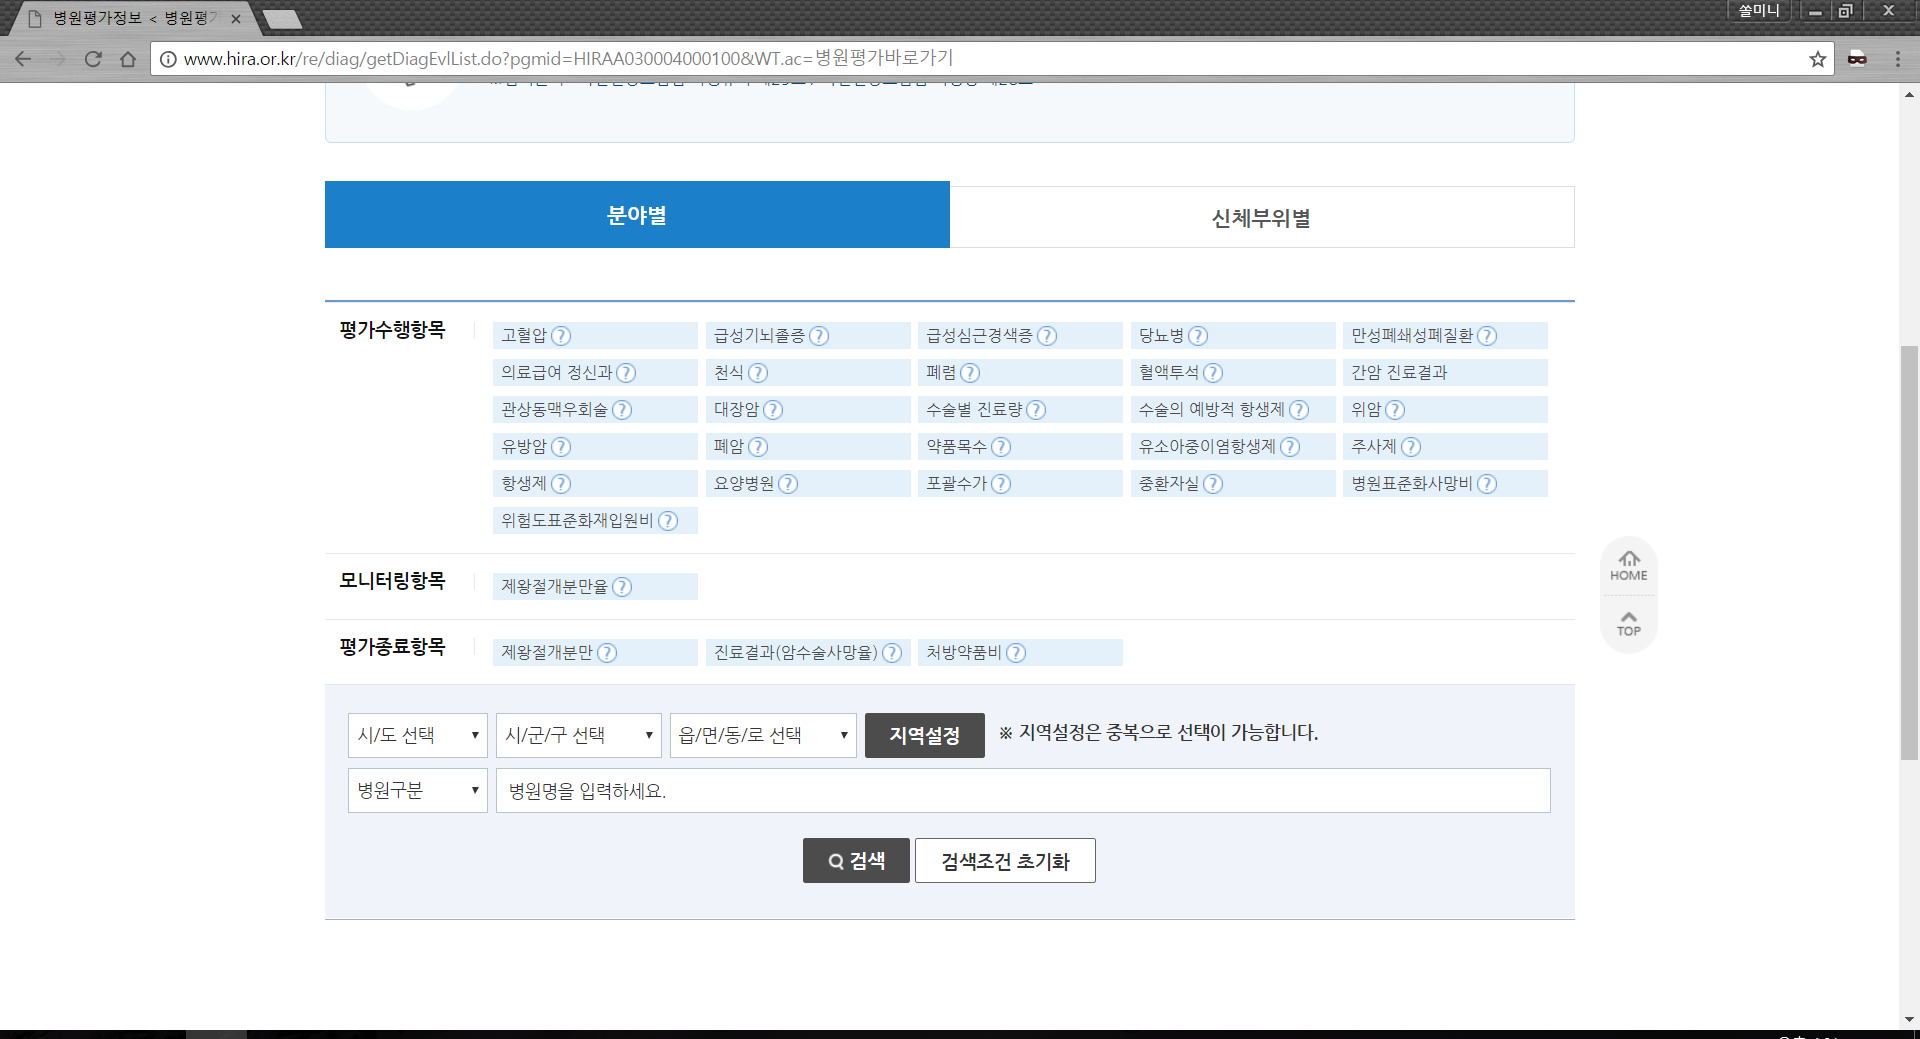 병원평가정보 < 병원평가
쏠미니
www.hira.or.kr/re/diag/getDiagEvlList.do?pgmid=HIRAA030004000100&WT.ac=병원평가바로가기
분야별
신체부위별
평가수행항목
고혈압 ? 급성기뇌졸중 ? 급성심근경색증 ? 당뇨병 ? 만성폐쇄성폐질환 ?
의료급여 정신과 ? 천식 ? 폐렴 ? 혈액투석 ? 간암 진료결과
관상동맥우회술 ? 대장암 ? 수술별 진료량 ? 수술의 예방적 항생제 ? 위암 ?
유방암 ? 폐암 ? 약품목수 ? 유소아중이염항생제 ? 주사제 ?
항생제 ? 요양병원 ? 포괄수가 ? 중환자실 ? 병원표준화사망비 ?
위험도표준화재입원비 ?
모니터링항목
제왕절개분만율 ?
평가종료항목
제왕절개분만 ? 진료결과(암수술사망율) ? 처방약품비 ?
HOME
TOP
시/도 선택 시/군/구 선택 읍/면/동/로 선택 지역설정 ※ 지역설정은 중복으로 선택이 가능합니다.
병원구분 병원명을 입력하세요.
검색 검색조건 초기화